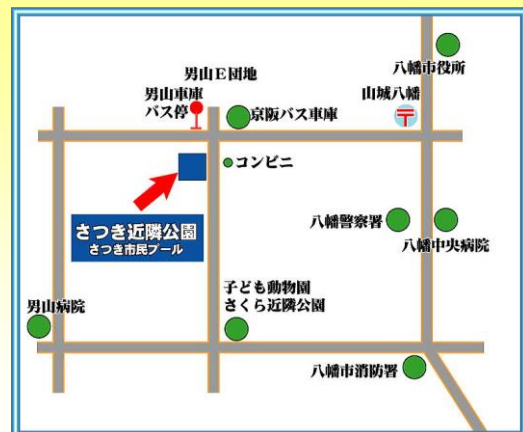 八幡市役所
男山E団地
男山車庫
バス停
京阪バス車庫
山城八幡
〒
コンビニ
さつき近隣公園
さつき市民プール
八幡警察署
八幡中央病院
子ども動物園
さくら近隣公園
男山病院
八幡市消防署